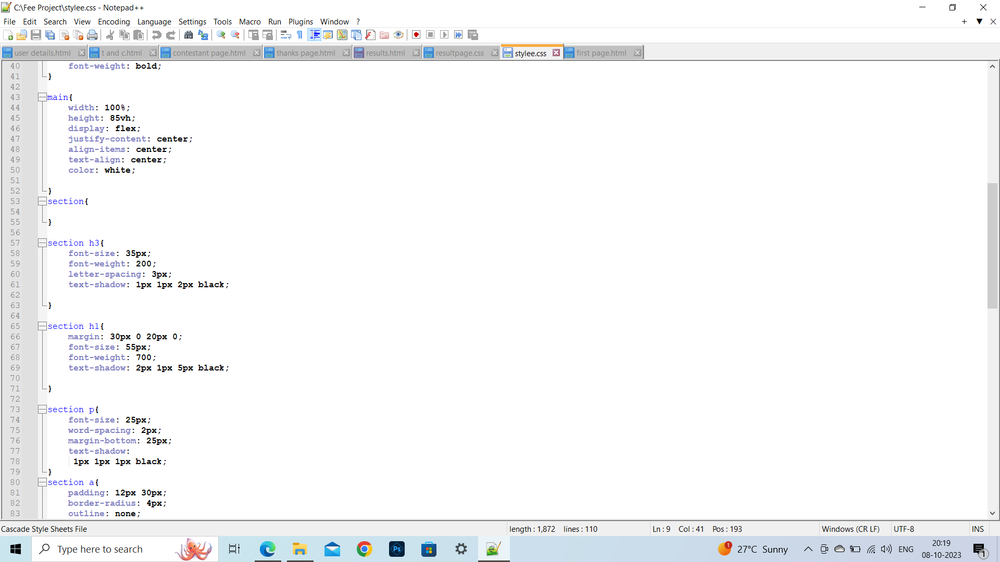 C:\Fee Project\stylee.css - Notepad++
File Edit Search View Encoding Language Settings Tools Macro Run Plugins Window ?
user details.html t and c.html contestant page.html thanks page.html results.html resultpage.css stylee.css first page.html
40 font-weight: bold;
41 }
42
43 main{
44 width: 100%;
45 height: 85vh;
46 display: flex;
47 justify-content: center;
48 align-items: center;
49 text-align: center;
50 color: white;
51
52 }
53 section{
54
55 }
56
57 section h3{
58 font-size: 35px;
59 font-weight: 200;
60 letter-spacing: 3px;
61 text-shadow: 1px 1px 2px black;
62
63 }
64
65 section h1{
66 margin: 30px 0 20px 0;
67 font-size: 55px;
68 font-weight: 700;
69 text-shadow: 2px 1px 5px black;
70
71 }
72
73 section p{
74 font-size: 25px;
75 word-spacing: 2px;
76 margin-bottom: 25px;
77 text-shadow:
78 1px 1px 1px black;
79 }
80 section a{
81 padding: 12px 30px;
82 border-radius: 4px;
83 outline: none;
Cascade Style Sheets File length : 1,872 lines : 110 Ln : 9 Col : 41 Pos : 193 Windows (CR LF) UTF-8 INS
Type here to search Ps 1 27°C Sunny ENG 20:19
08-10-2023 1